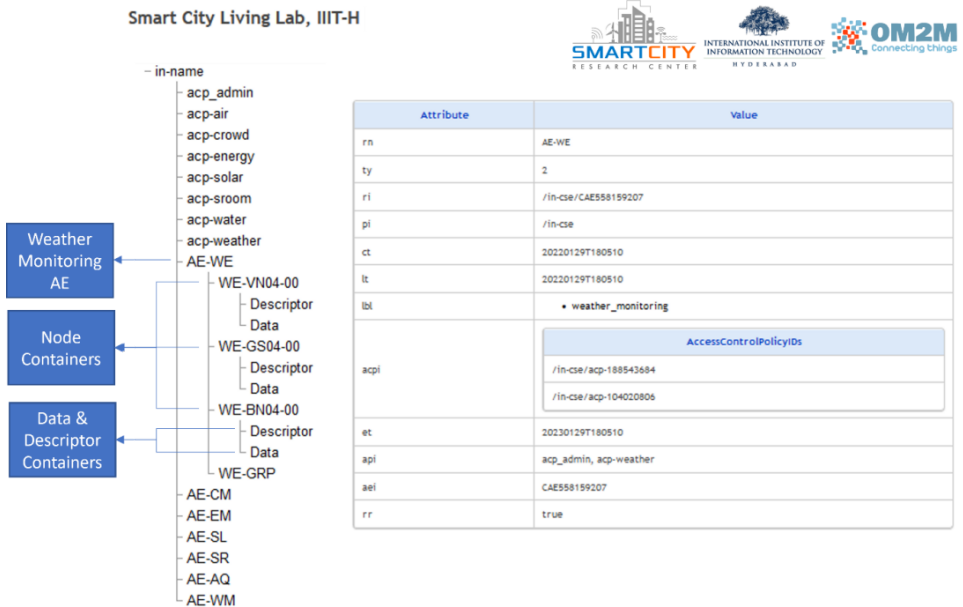 Smart City Living Lab, IIIT-H
SMARTCITY
RESEARCH CENTER
INTERNATIONAL INSTITUTE OF
INFORMATION TECHNOLOGY
HYDERABAD
OM2M
Connecting things
in-name
acp_admin
acp-air
acp-crowd
acp-energy
acp-solar
acp-sroom
acp-water
acp-weather
AE-WE
WE-VN04-00
Descriptor
Data
WE-GS04-00
Descriptor
Data
WE-BN04-00
Descriptor
Data
WE-GRP
AE-CM
AE-EM
AE-SL
AE-SR
AE-AQ
AE-WM
Weather
Monitoring
AE
Node
Containers
Data &
Descriptor
Containers
Attribute Value
rn AE-WE
ty 2
ri /in-cse/CAE558159207
pi /in-cse
ct 20220129T180510
lt 20220129T180510
lbl • weather_monitoring
acpi
AccessControlPolicyIDs
/in-cse/acp-188543684
/in-cse/acp-104020806
et 20230129T180510
api acp_admin, acp-weather
aei CAE558159207
rr true